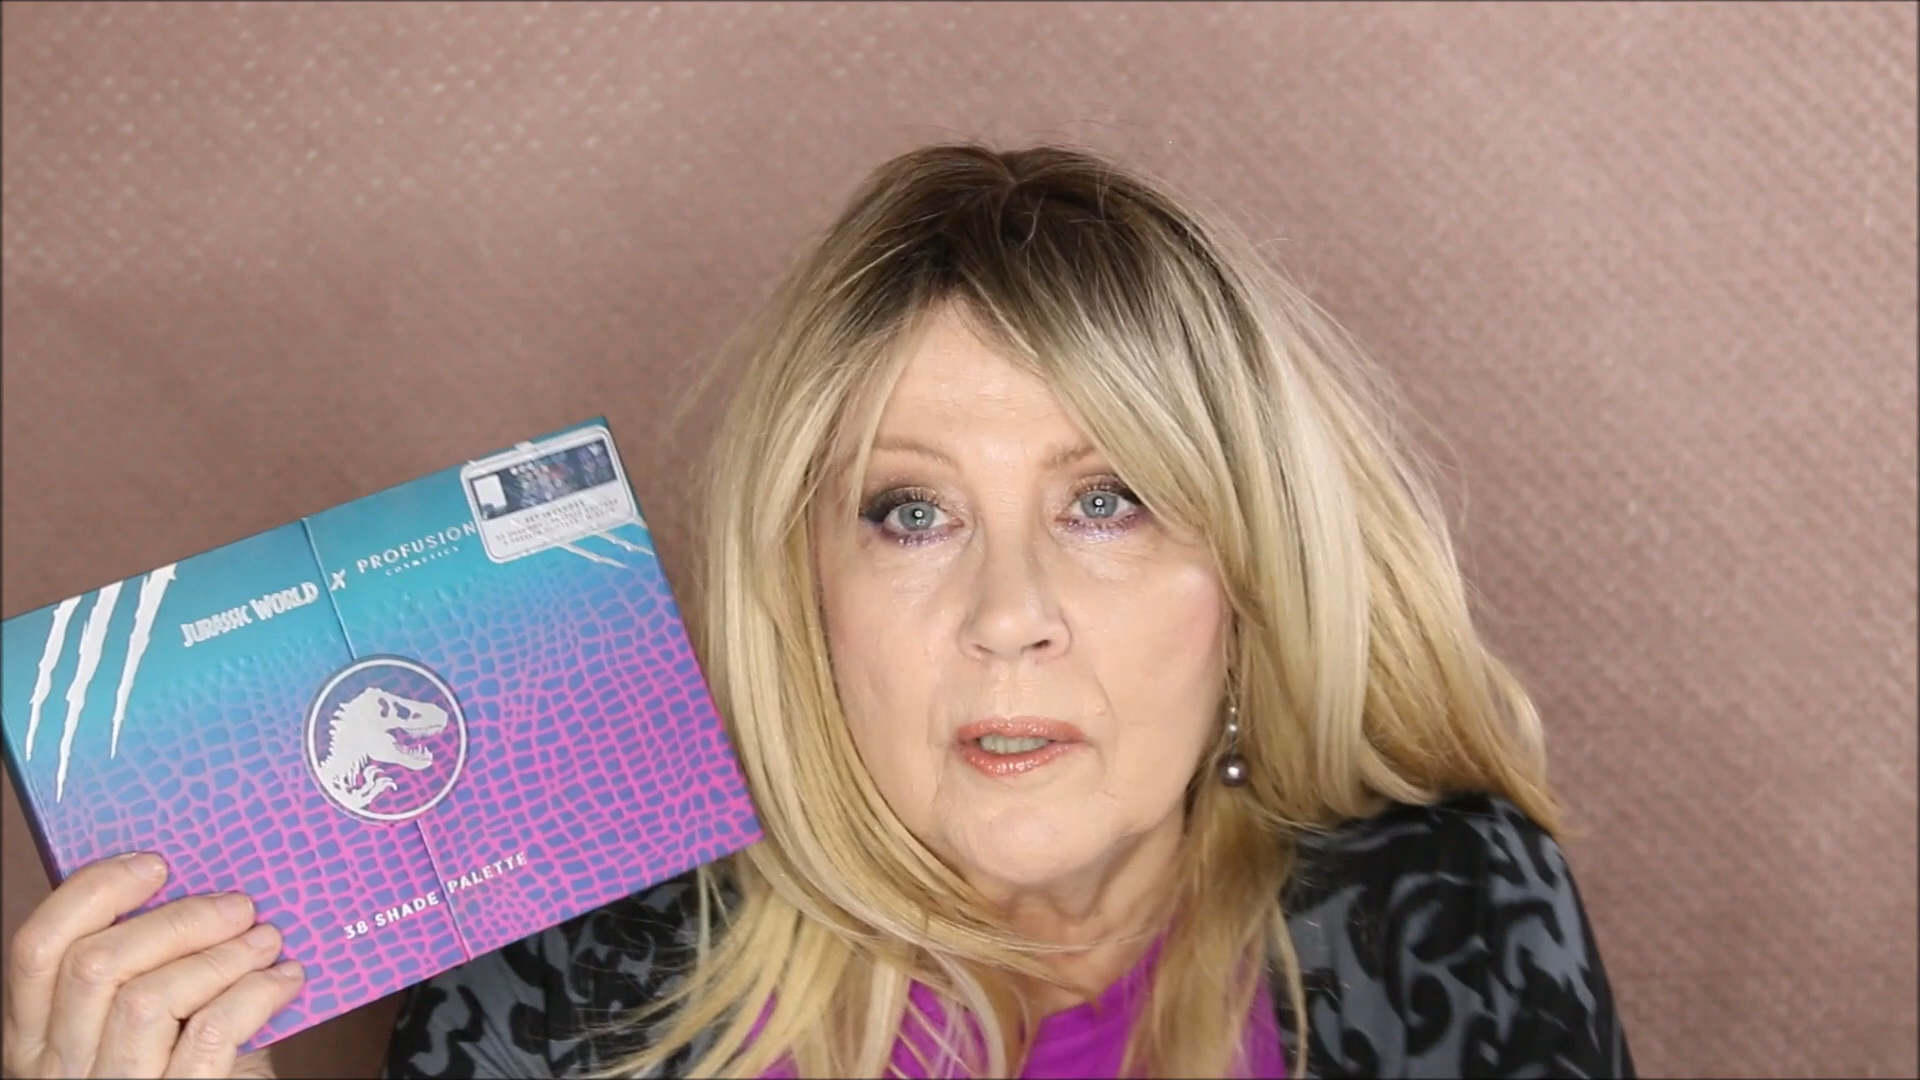 JURASSIC WORLD X PROFUSION
COSMETICS
SET INCLUDES
38 SHADE PALETTE